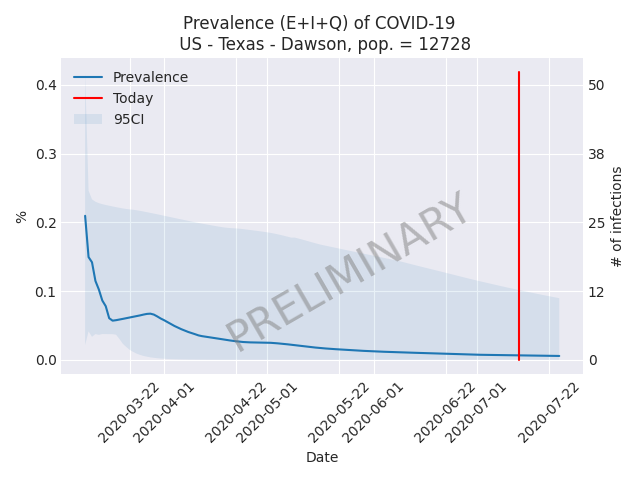 Prevalence (E+I+Q) of COVID-19
US - Texas - Dawson, pop. = 12728
Prevalence
Today
95CI
0.4
0.3
0.2
0.1
0.0
%
50
38
25
12
0
# of infections
PRELIMINARY
2020-03-22
2020-04-01
2020-04-22
2020-05-01
2020-05-22
2020-06-01
2020-06-22
2020-07-01
2020-07-22
Date